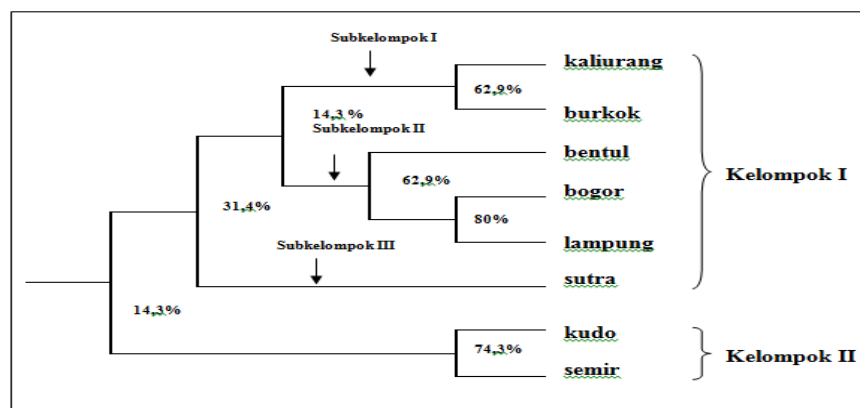 Subkelompok I
kaliurang
62,9%
burkok
14,3 %
Subkelompok II
bentul
62,9%
Kelompok I
bogor
31,4%
80%
lampung
Subkelompok III
sutra
14,3%
kudo
74,3%
Kelompok II
semir